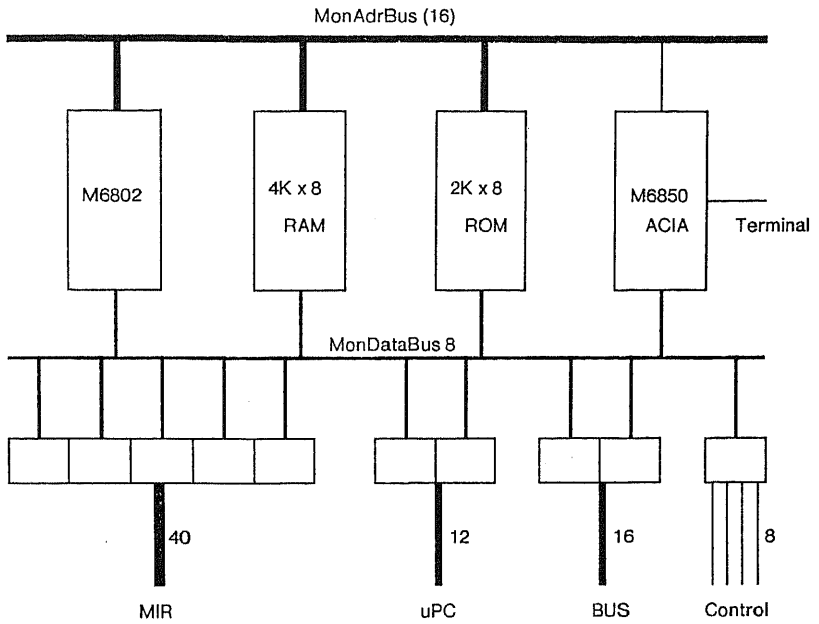 MonAdrBus (16)
M6802
4K x 8
RAM
2K x 8
ROM
M6850
ACIA
Terminal
MonDataBus 8
40
12
16
8
MIR
uPC
BUS
Control